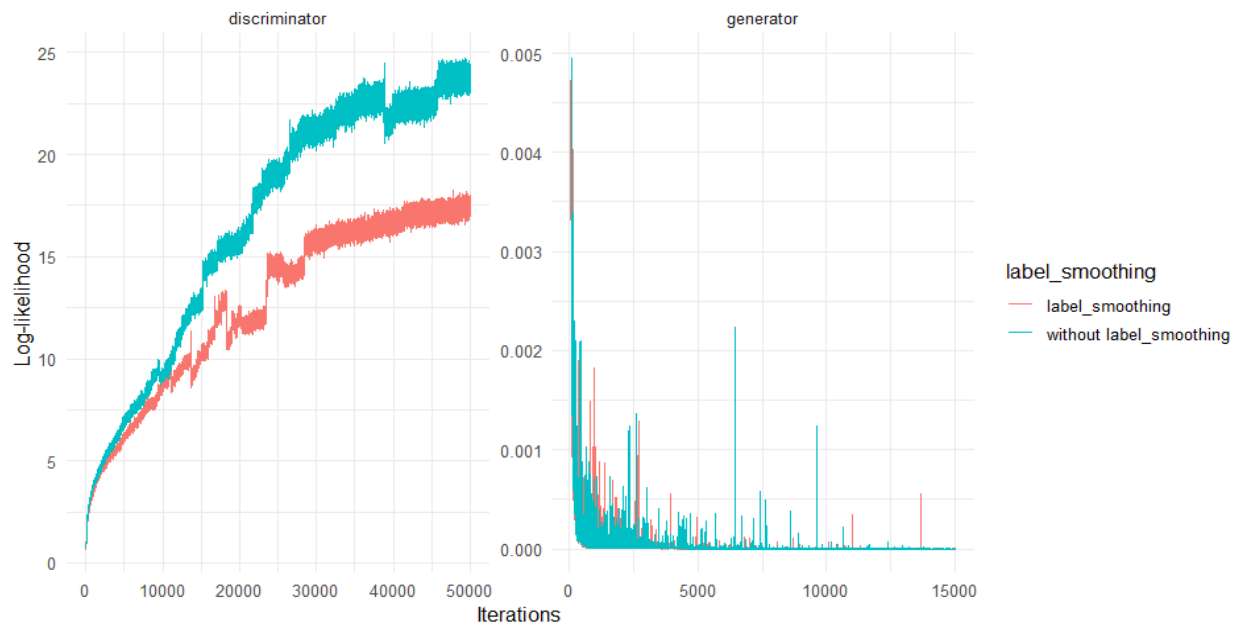 discriminator
generator
25
20
15
10
5
0
Log-likelihood
0.005
0.004
0.003
0.002
0.001
0.000
0 10000 20000 30000 40000 50000
0 5000 10000 15000
Iterations
label_smoothing
label_smoothing
without label_smoothing